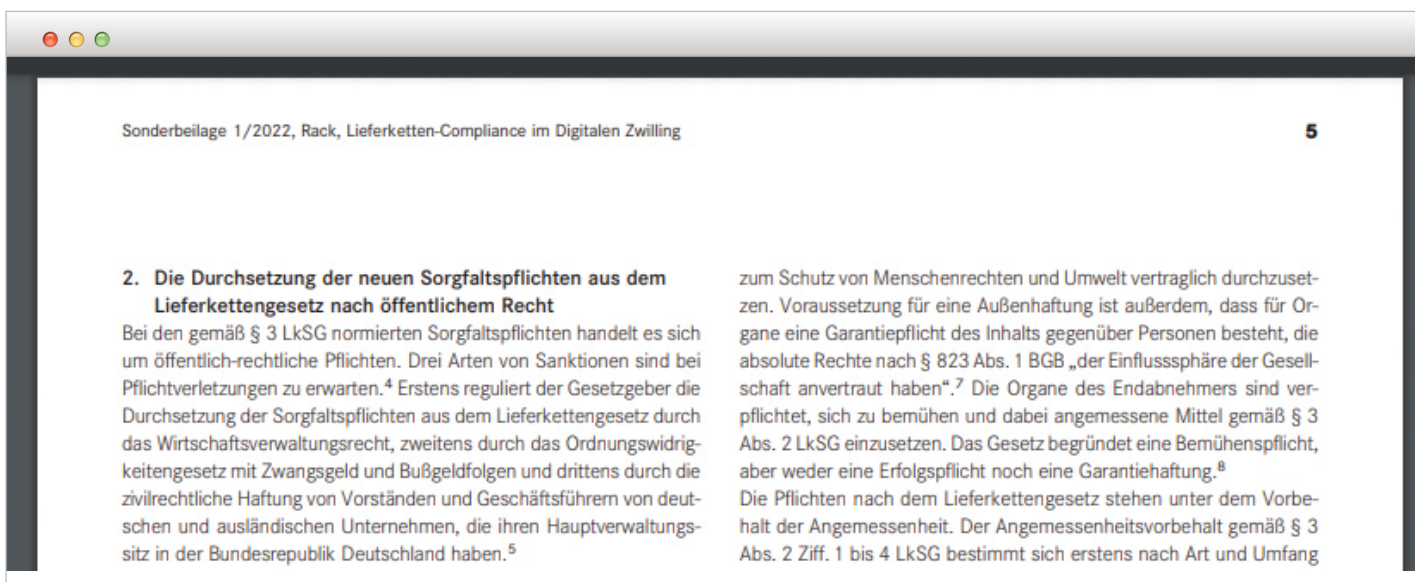 Sonderbeilage 1/2022, Rack, Lieferketten-Compliance im Digitalen Zwilling
5
2. Die Durchsetzung der neuen Sorgfaltspflichten aus dem
Lieferkettengesetz nach öffentlichem Recht
Bei den gemäß § 3 LkSG normierten Sorgfaltspflichten handelt es sich
um öffentlich-rechtliche Pflichten. Drei Arten von Sanktionen sind bei
Pflichtverletzungen zu erwarten.4 Erstens reguliert der Gesetzgeber die
Durchsetzung der Sorgfaltspflichten aus dem Lieferkettengesetz durch
das Wirtschaftsverwaltungsrecht, zweitens durch das Ordnungswidrig-
keitengesetz mit Zwangsgeld und Bußgeldfolgen und drittens durch die
zivilrechtliche Haftung von Vorständen und Geschäftsführern von deut-
schen und ausländischen Unternehmen, die ihren Hauptverwaltungs-
sitz in der Bundesrepublik Deutschland haben.5
zum Schutz von Menschenrechten und Umwelt vertraglich durchzuset-
zen. Voraussetzung für eine Außenhaftung ist außerdem, dass für Or-
gane eine Garantiepflicht des Inhalts gegenüber Personen besteht, die
absolute Rechte nach § 823 Abs. 1 BGB „der Einflusssphäre der Gesell-
schaft anvertraut haben“.7 Die Organe des Endabnehmers sind ver-
pflichtet, sich zu bemühen und dabei angemessene Mittel gemäß § 3
Abs. 2 LkSG einzusetzen. Das Gesetz begründet eine Bemühenspflicht,
aber weder eine Erfolgspflicht noch eine Garantiehaftung.8
Die Pflichten nach dem Lieferkettengesetz stehen unter dem Vorbe-
halt der Angemessenheit. Der Angemessenheitsvorbehalt gemäß § 3
Abs. 2 Ziff. 1 bis 4 LkSG bestimmt sich erstens nach Art und Umfang